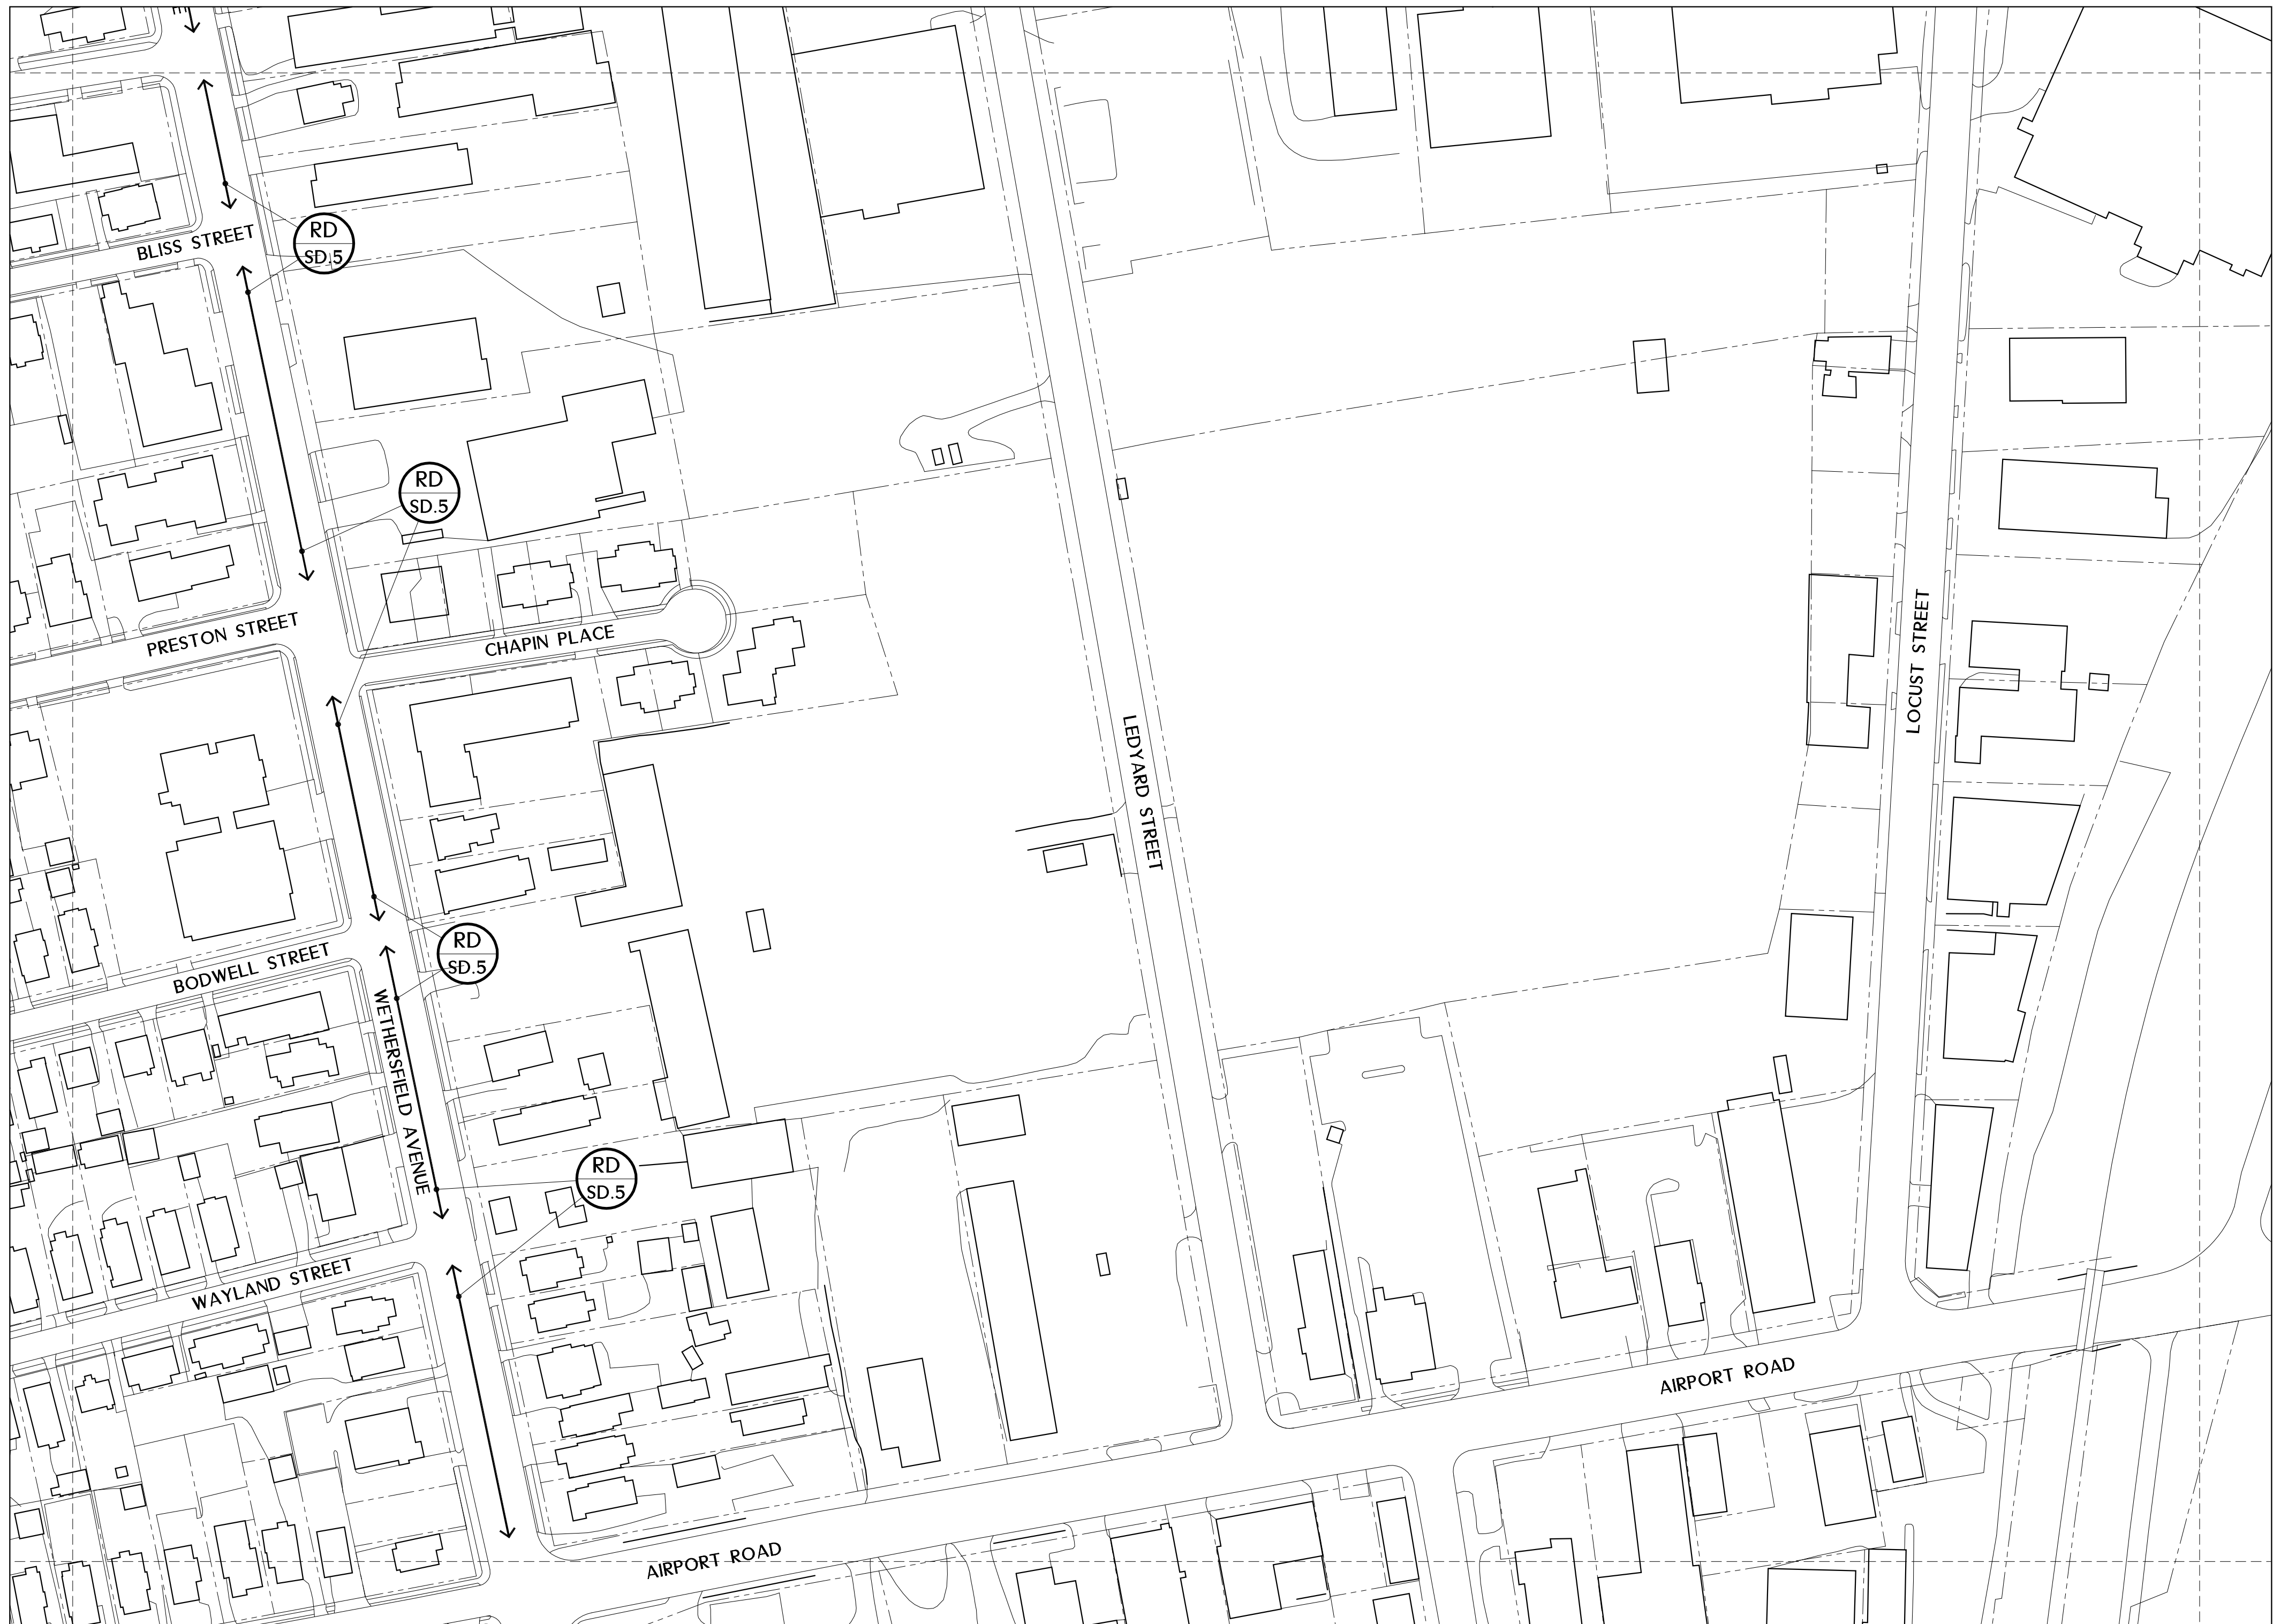 RD
SD.5
BLISS STREET
RD
SD.5
PRESTON STREET
CHAPIN PLACE
LOCUST STREET
LEDYARD STREET
RD
SD.5
BODWELL STREET
WETHERSFIELD AVENUE
RD
SD.5
WAYLAND STREET
AIRPORT ROAD
AIRPORT ROAD